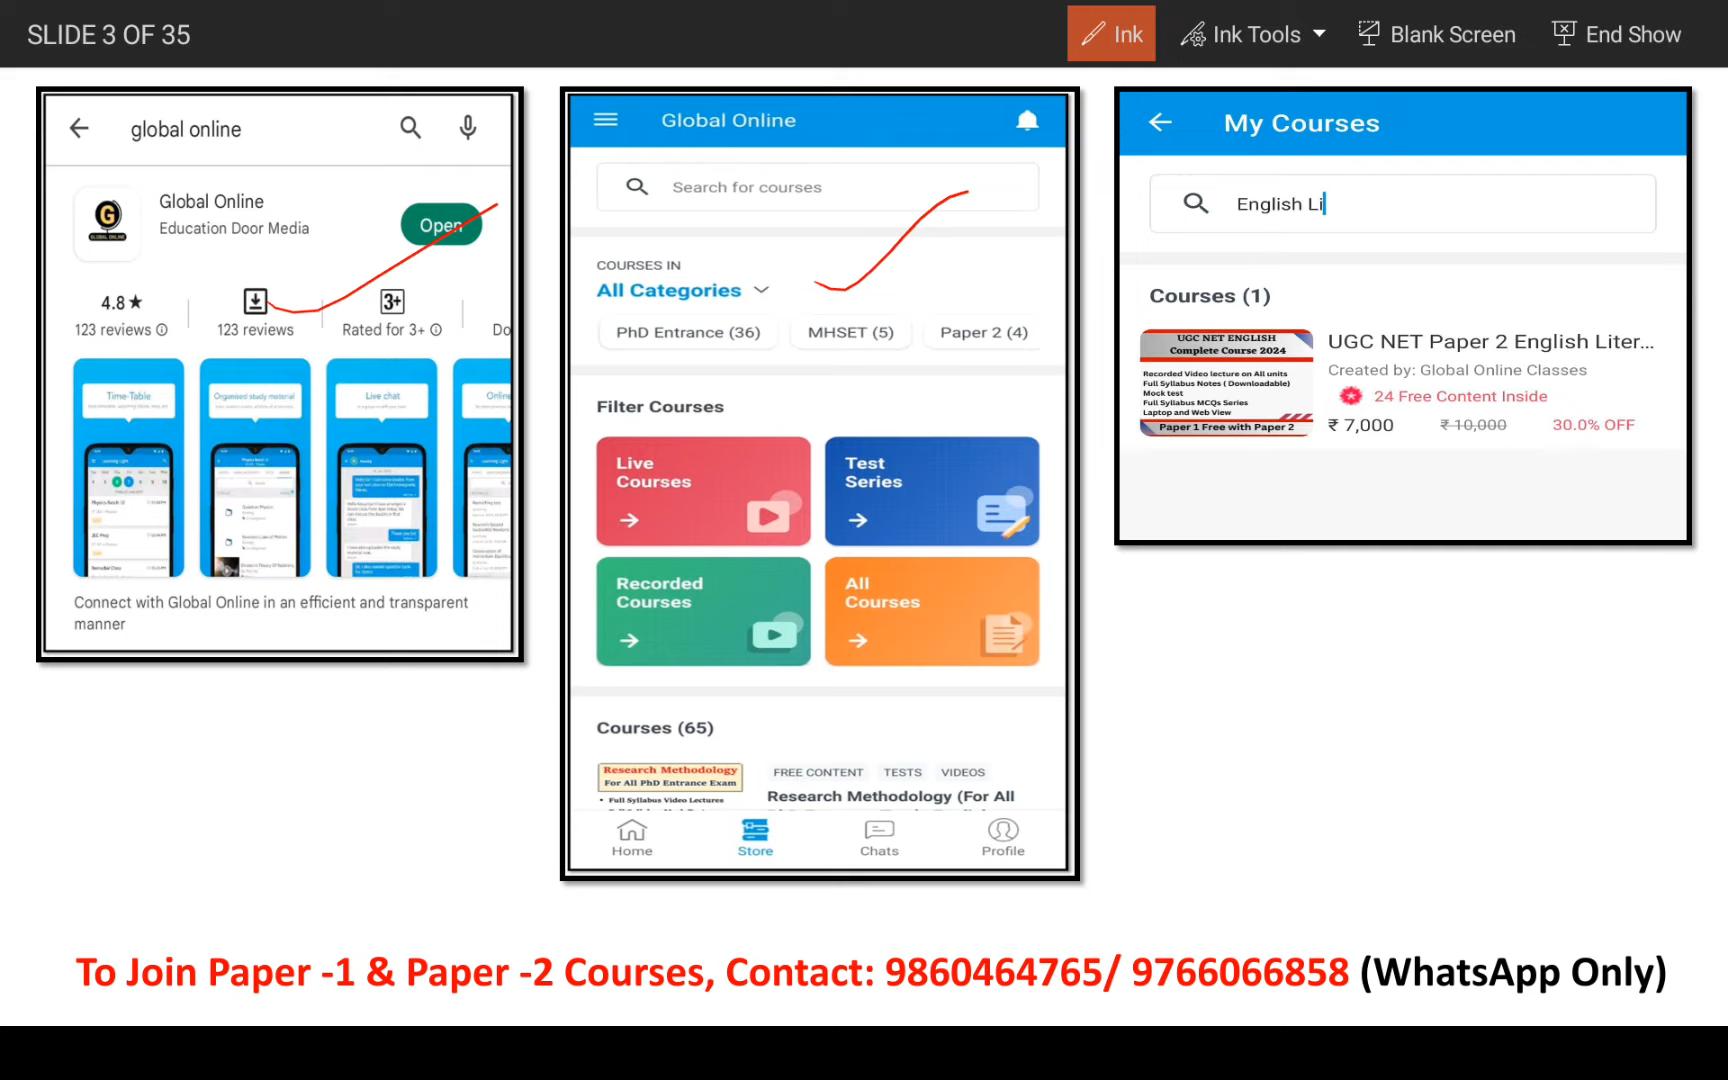 SLIDE 3 OF 35
Ink
Ink Tools
Blank Screen
End Show
global online
Global Online
Education Door Media
Open
4.8★
123 reviews
123 reviews
3+
Rated for 3+
Do
Time-Table
Organised study material
Live chat
Online
Connect with Global Online in an efficient and transparent
manner
Global Online
Search for courses
COURSES IN
All Categories
PhD Entrance (36)
MHSET (5)
Paper 2 (4)
Filter Courses
Live
Courses
Test
Series
Recorded
Courses
All
Courses
Courses (65)
Research Methodology
For All PhD Entrance Exam
• Full Syllabus Video Lectures
FREE CONTENT
TESTS
VIDEOS
Research Methodology (For All
Home
Store
Chats
Profile
My Courses
English Li
Courses (1)
UGC NET ENGLISH
Complete Course 2024
Recorded Video lecture on All units
Full Syllabus Notes ( Downloadable)
Mock test
Full Syllabus MCQs Series
Laptop and Web View
Paper 1 Free with Paper 2
UGC NET Paper 2 English Liter...
Created by: Global Online Classes
24 Free Content Inside
₹ 7,000
₹ 10,000
30.0% OFF
To Join Paper -1 & Paper -2 Courses, Contact: 9860464765/ 9766066858 (WhatsApp Only)